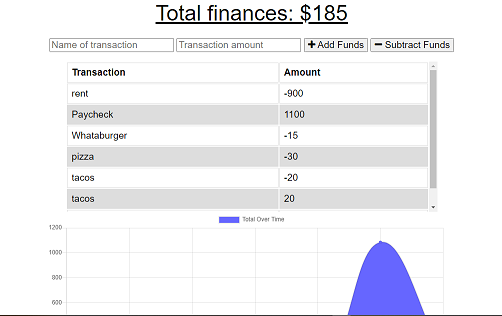 Total finances: $185
Name of transaction Transaction amount + Add Funds − Subtract Funds
Transaction Amount
rent -900
Paycheck 1100
Whataburger -15
pizza -30
tacos -20
tacos 20
Total Over Time
1200
1000
800
600